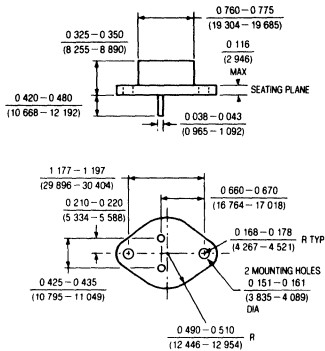 0 760 – 0 775
(19 304 – 19 685)
0 325 – 0 350
(8 255 – 8 890)
0 116
(2 946)
MAX
SEATING PLANE
0 420 – 0 480
(10 668 – 12 192)
0 038 – 0 043
(0 965 – 1 092)
1 177 – 1 197
(29 896 – 30 404)
0 660 – 0 670
(16 764 – 17 018)
0 210 – 0 220
(5 334 – 5 588)
0 168 – 0 178
(4 267 – 4 521)
R TYP
2 MOUNTING HOLES
0 151 – 0 161
(3 835 – 4 089)
DIA
0 425 – 0 435
(10 795 – 11 049)
0 490 – 0 510
(12 446 – 12 954)
R